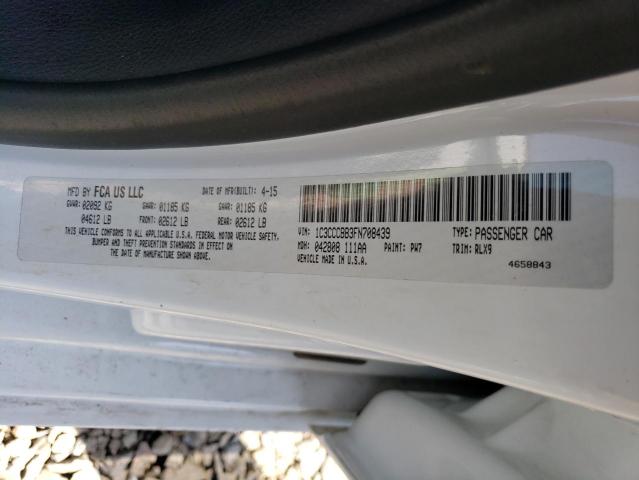 MFD BY FCA US LLC DATE OF MFR(BUILT): 4-15
GVWR: 02092 KG GAWR: 01185 KG GAWR: 01185 KG
04612 LB FRONT: 02612 LB REAR: 02612 LB
THIS VEHICLE CONFORMS TO ALL APPLICABLE U.S.A. FEDERAL MOTOR VEHICLE SAFETY,
BUMPER AND THEFT PREVENTION STANDARDS IN EFFECT ON
THE DATE OF MANUFACTURE SHOWN ABOVE.
VIN: 1C3CCCBB3FN708439 TYPE: PASSENGER CAR
MDH: 042808 111AA PAINT: PW7 TRIM: RLX9
VEHICLE MADE IN U.S.A. 4658843